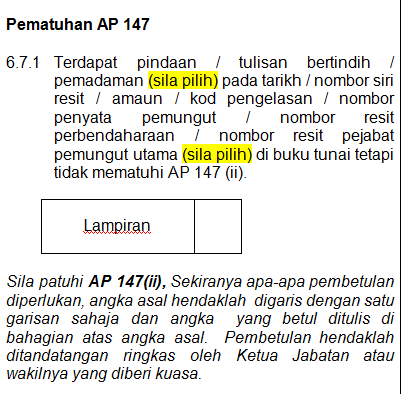 Pematuhan AP 147
6.7.1 Terdapat pindaan / tulisan bertindih /
pemadaman (sila pilih) pada tarikh / nombor siri
resit / amaun / kod pengelasan / nombor
penyata pemungut / nombor resit
perbendaharaan / nombor resit pejabat
pemungut utama (sila pilih) di buku tunai tetapi
tidak mematuhi AP 147 (ii).
Lampiran
Sila patuhi AP 147(ii), Sekiranya apa-apa pembetulan
diperlukan, angka asal hendaklah digaris dengan satu
garisan sahaja dan angka yang betul ditulis di
bahagian atas angka asal. Pembetulan hendaklah
ditandatangan ringkas oleh Ketua Jabatan atau
wakilnya yang diberi kuasa.